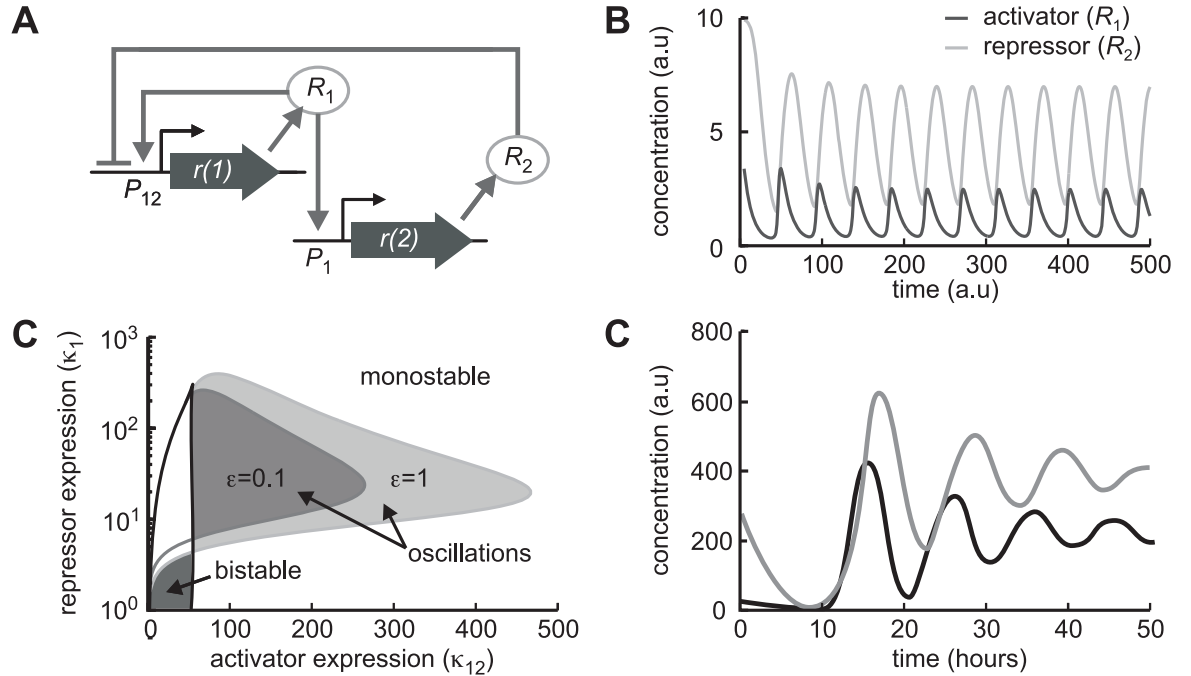 A
R1
R2
P12
r(1)
P1
r(2)
B
activator (R1)
repressor (R2)
concentration (a.u)
10
5
0
0 100 200 300 400 500
time (a.u)
C
repressor expression (κ1)
10³
10²
10¹
10⁰
monostable
ε=0.1
ε=1
oscillations
bistable
0 100 200 300 400 500
activator expression (κ12)
C
concentration (a.u)
800
600
400
200
0
0 10 20 30 40 50
time (hours)